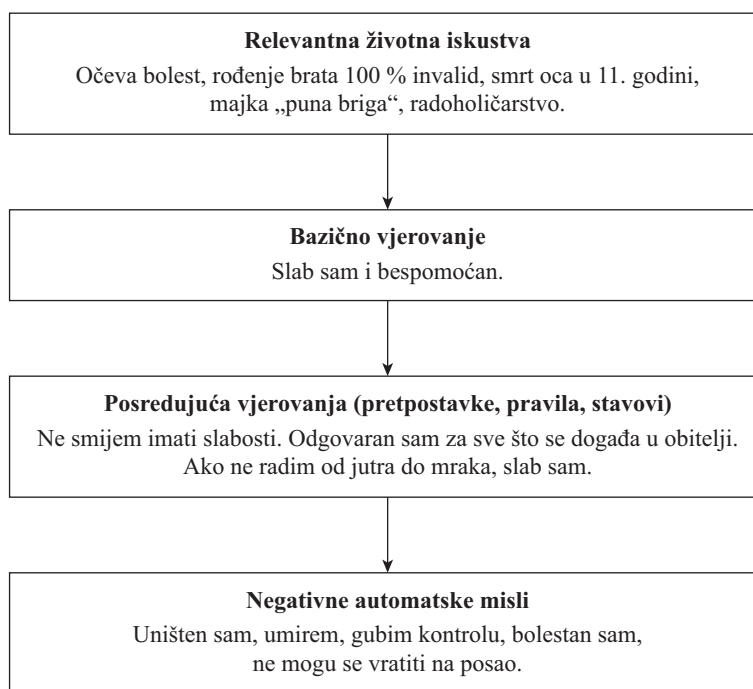 Relevantna životna iskustva
Očeva bolest, rođenje brata 100 % invalid, smrt oca u 11. godini,
majka „puna briga“, radoholičarstvo.
Bazično vjerovanje
Slab sam i bespomoćan.
Posredujuća vjerovanja (pretpostavke, pravila, stavovi)
Ne smijem imati slabosti. Odgovaran sam za sve što se događa u obitelji.
Ako ne radim od jutra do mraka, slab sam.
Negativne automatske misli
Uništen sam, umirem, gubim kontrolu, bolestan sam,
ne mogu se vratiti na posao.